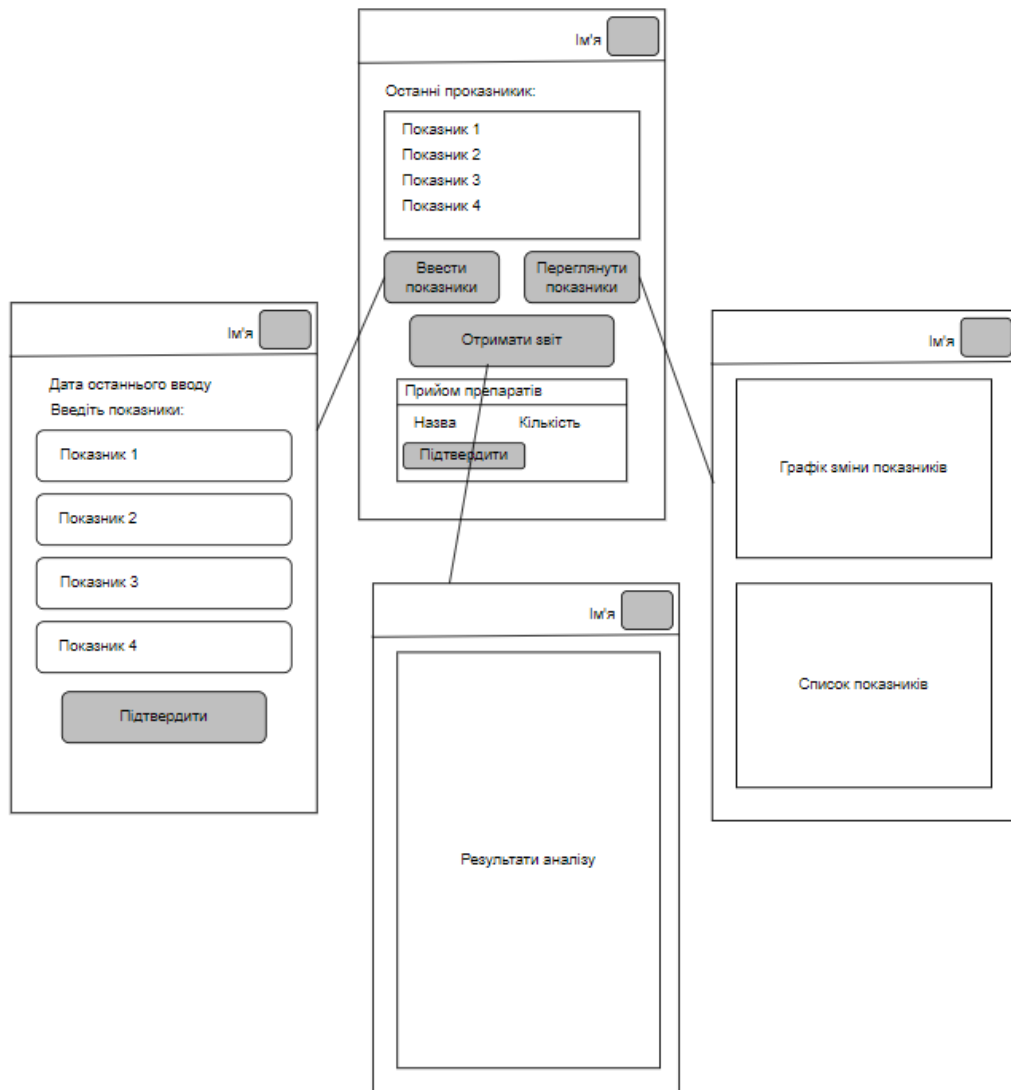 Ім'я
Останні проказникик:
Показник 1
Показник 2
Показник 3
Показник 4
Ввести
показники
Переглянути
показники
Отримати звіт
Прийом препаратів
Назва
Кількість
Підтвердити
Ім'я
Дата останнього вводу
Введіть показники:
Показник 1
Показник 2
Показник 3
Показник 4
Підтвердити
Ім'я
Результати аналізу
Ім'я
Графік зміни показників
Список показників